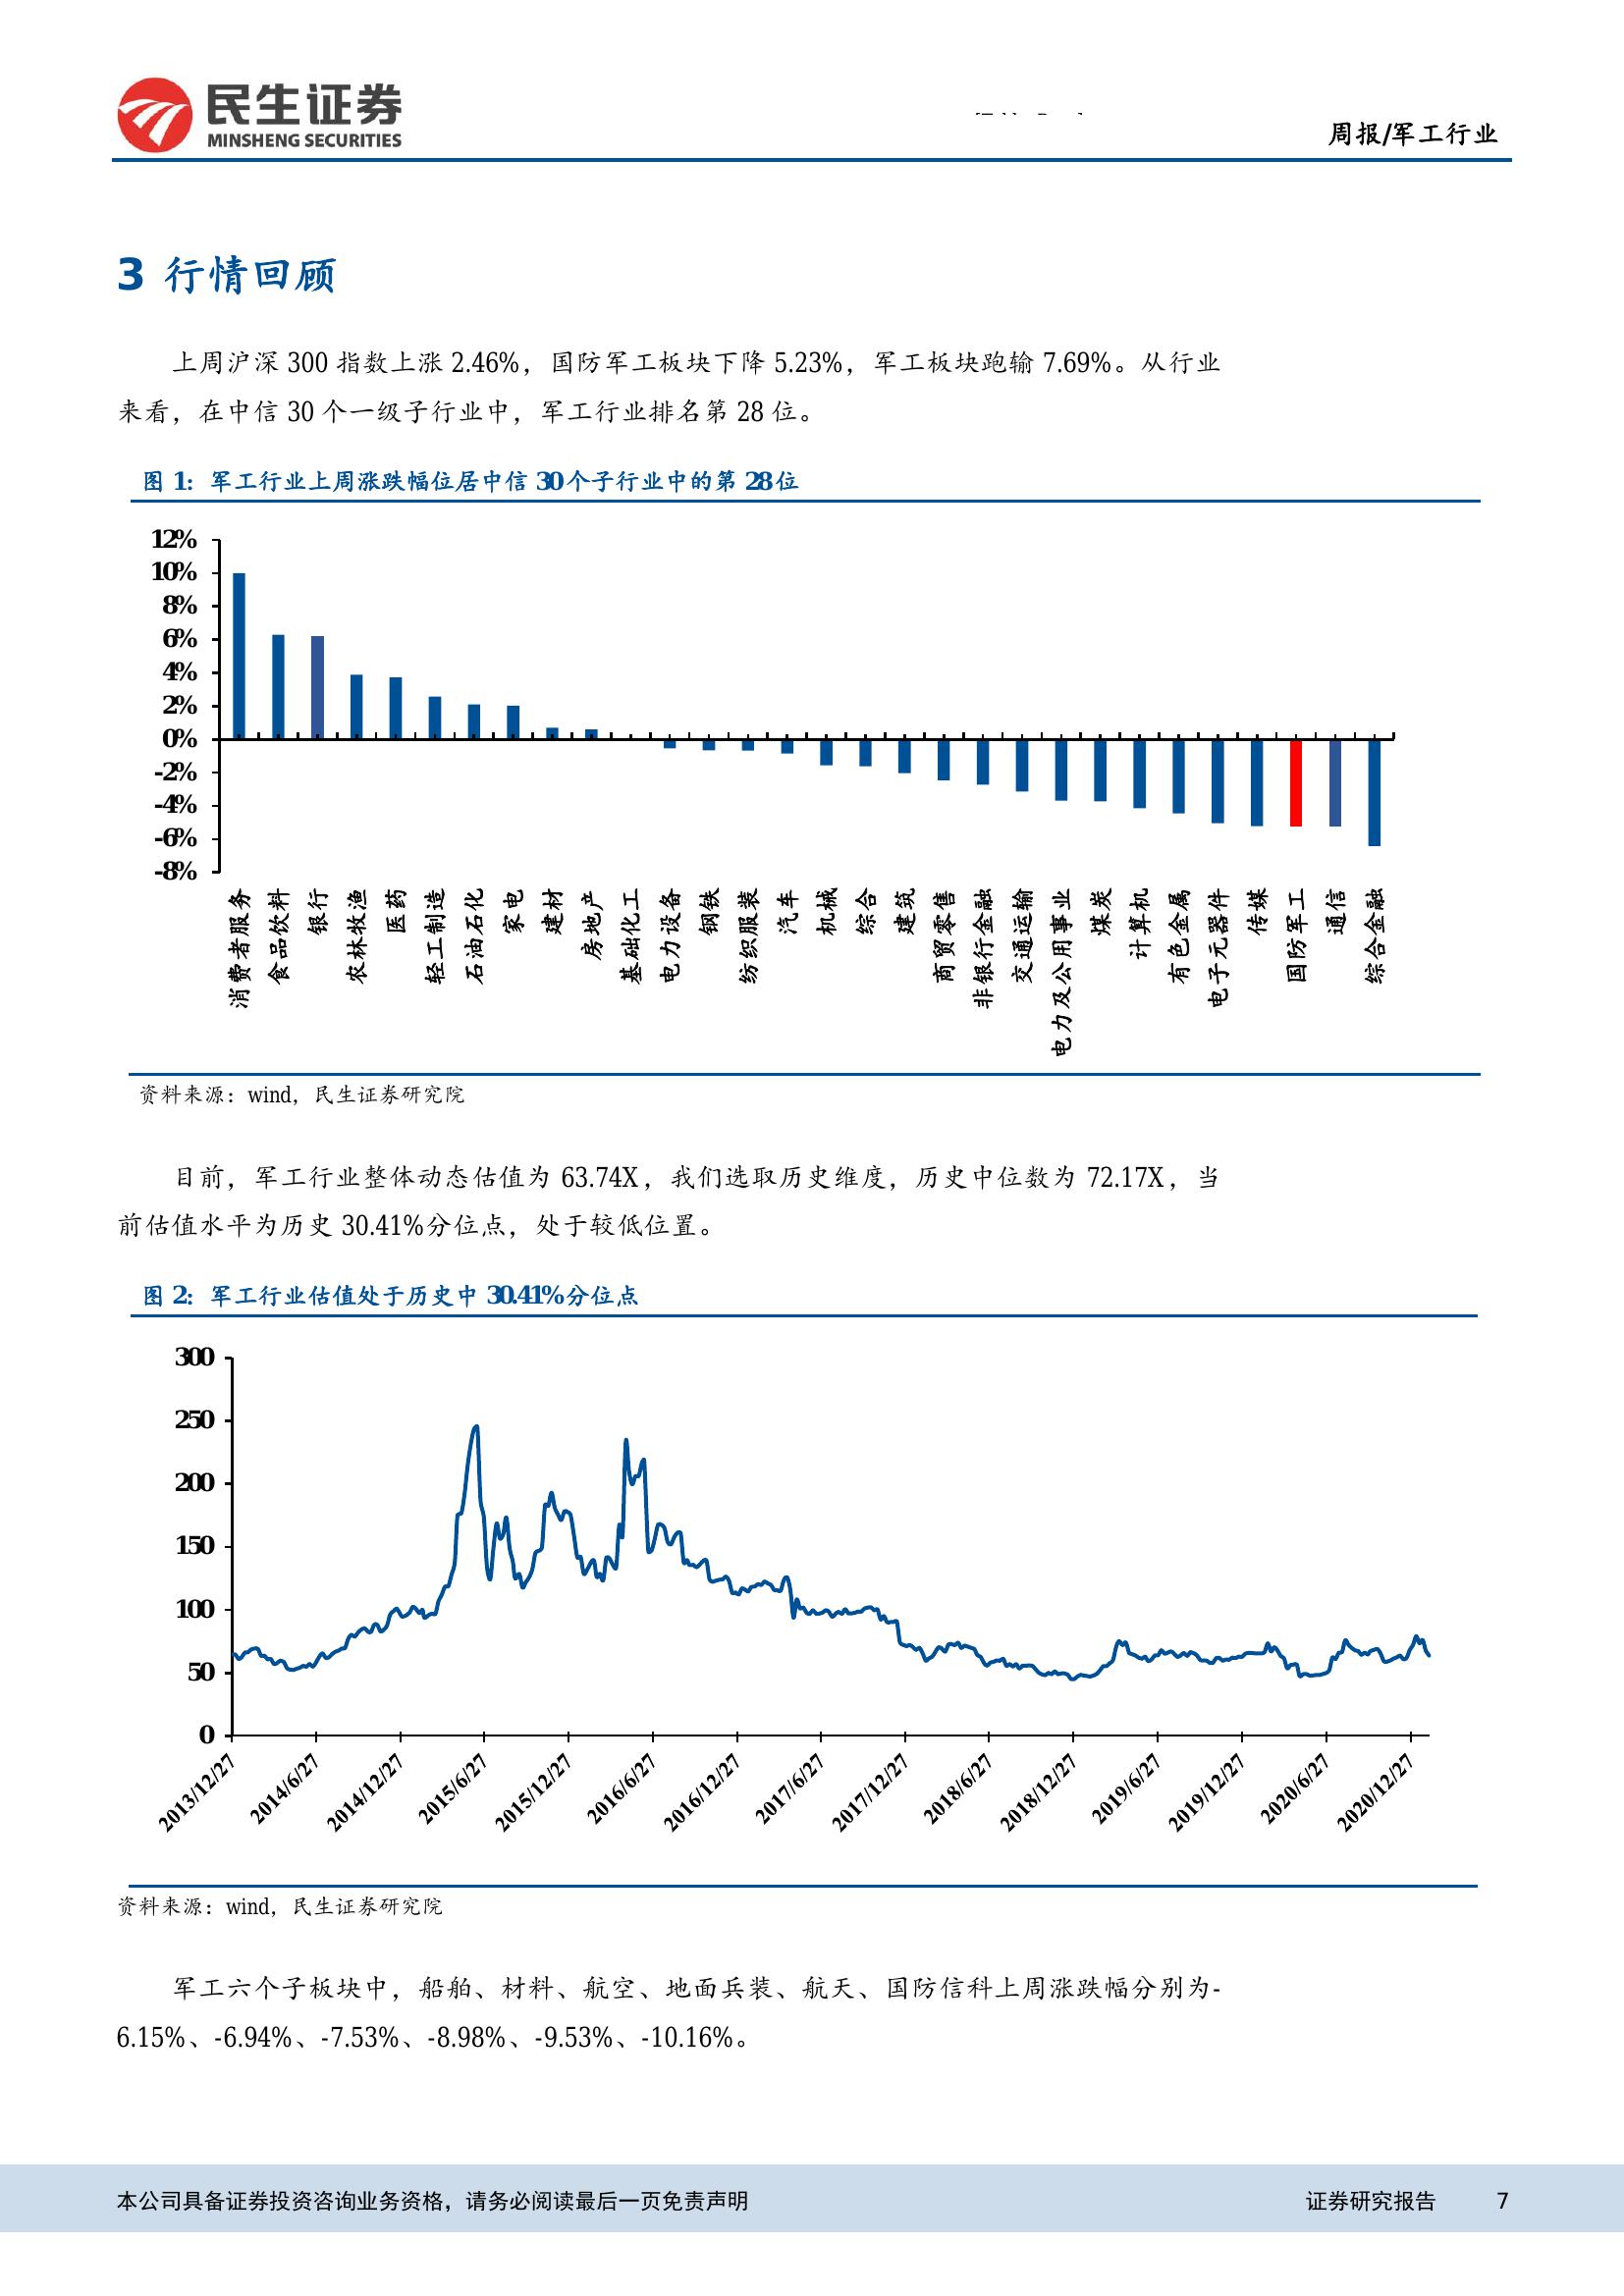 民生证券
MINSHENG SECURITIES
周报/军工行业
3 行情回顾
上周沪深 300 指数上涨 2.46%，国防军工板块下降 5.23%，军工板块跑输 7.69%。从行业
来看，在中信 30 个一级子行业中，军工行业排名第 28 位。
图 1：军工行业上周涨跌幅位居中信 30 个子行业中的第 28 位
12%
10%
8%
6%
4%
2%
0%
-2%
-4%
-6%
-8%
消费者服务
食品饮料
银行
农林牧渔
医药
轻工制造
石油石化
家电
建材
房地产
基础化工
电力设备
钢铁
纺织服装
汽车
机械
综合
建筑
商贸零售
非银行金融
交通运输
电力及公用事业
煤炭
计算机
有色金属
电子元器件
传媒
国防军工
通信
综合金融
资料来源：wind，民生证券研究院
目前，军工行业整体动态估值为 63.74X，我们选取历史维度，历史中位数为 72.17X，当
前估值水平为历史 30.41%分位点，处于较低位置。
图 2：军工行业估值处于历史中 30.41%分位点
300
250
200
150
100
50
0
2013/12/27
2014/6/27
2014/12/27
2015/6/27
2015/12/27
2016/6/27
2016/12/27
2017/6/27
2017/12/27
2018/6/27
2018/12/27
2019/6/27
2019/12/27
2020/6/27
2020/12/27
资料来源：wind，民生证券研究院
军工六个子板块中，船舶、材料、航空、地面兵装、航天、国防信科上周涨跌幅分别为-
6.15%、-6.94%、-7.53%、-8.98%、-9.53%、-10.16%。
本公司具备证券投资咨询业务资格，请务必阅读最后一页免责声明
证券研究报告 7